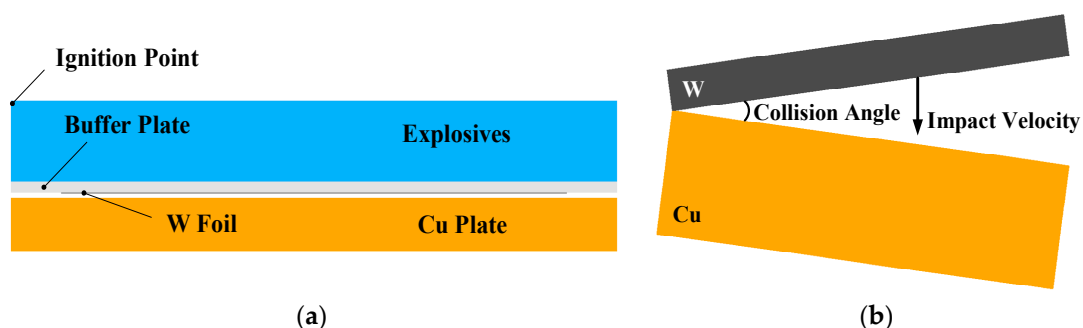 Ignition Point
Buffer Plate
Explosives
W Foil
Cu Plate
(a)
W
Collision Angle
Impact Velocity
Cu
(b)